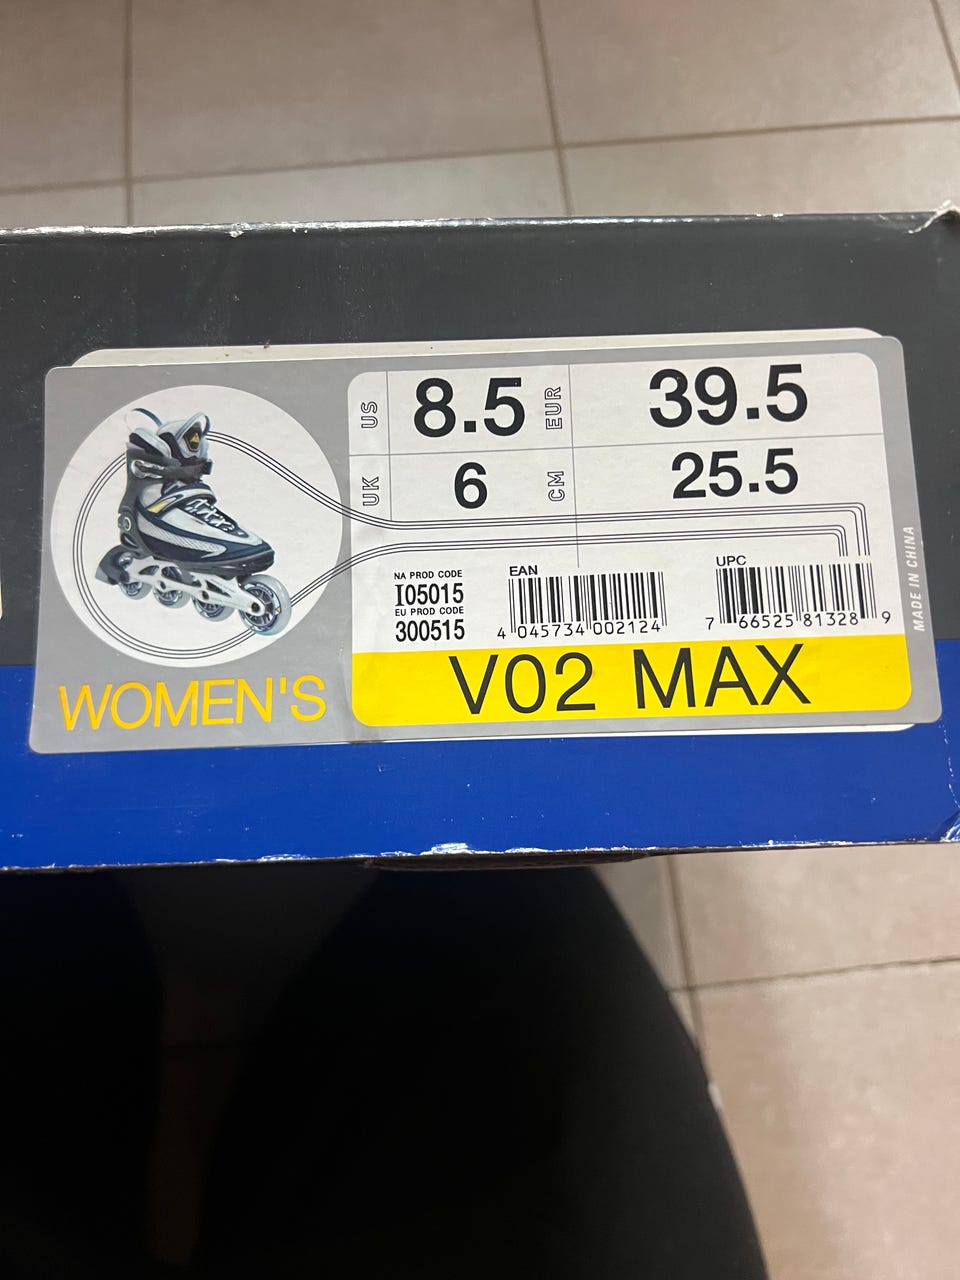 US 8.5 EUR 39.5
UK 6 CM 25.5
NA PROD CODE
I05015
EU PROD CODE
300515
EAN
4 045734 002124
UPC
7 66525 81328 9
MADE IN CHINA
WOMEN'S
V02 MAX